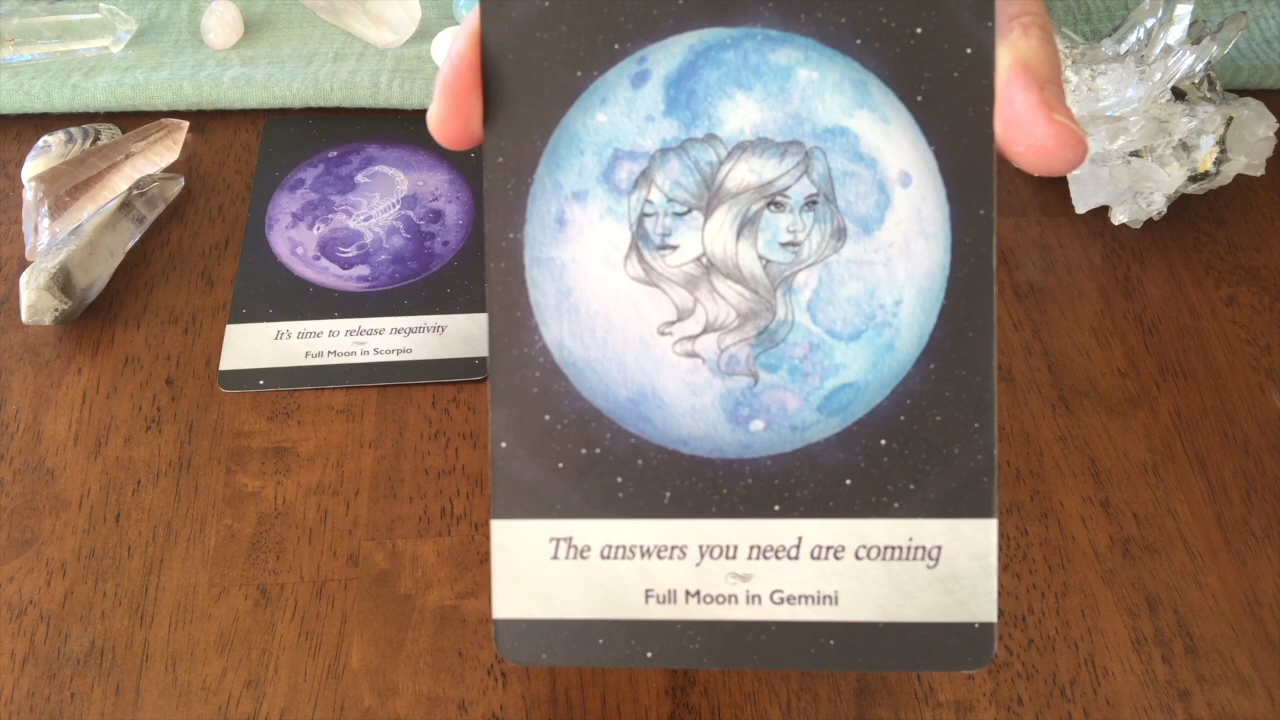 It's time to release negativity
Full Moon in Scorpio
The answers you need are coming
Full Moon in Gemini